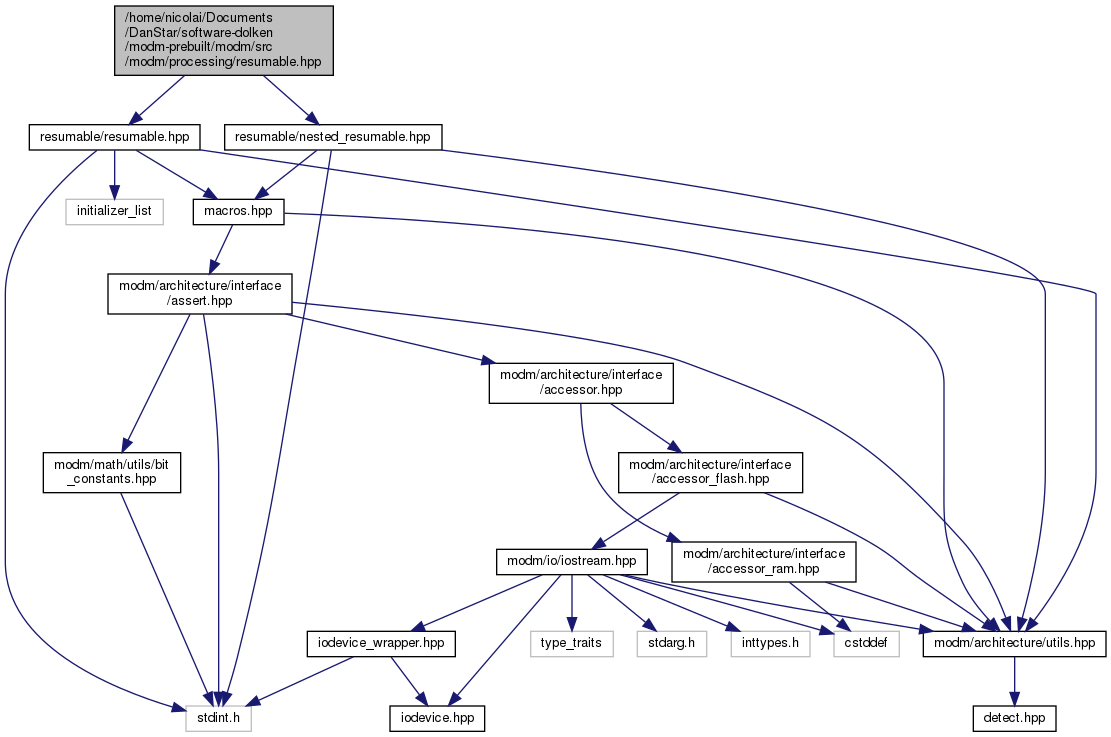 /home/nicolai/Documents
/DanStar/software-dolken
/modm-prebuilt/modm/src
/modm/processing/resumable.hpp
resumable/resumable.hpp
resumable/nested_resumable.hpp
initializer_list
macros.hpp
modm/architecture/interface
/assert.hpp
modm/architecture/interface
/accessor.hpp
modm/math/utils/bit
_constants.hpp
modm/architecture/interface
/accessor_flash.hpp
modm/io/iostream.hpp
modm/architecture/interface
/accessor_ram.hpp
iodevice_wrapper.hpp
type_traits
stdarg.h
inttypes.h
cstddef
modm/architecture/utils.hpp
stdint.h
iodevice.hpp
detect.hpp